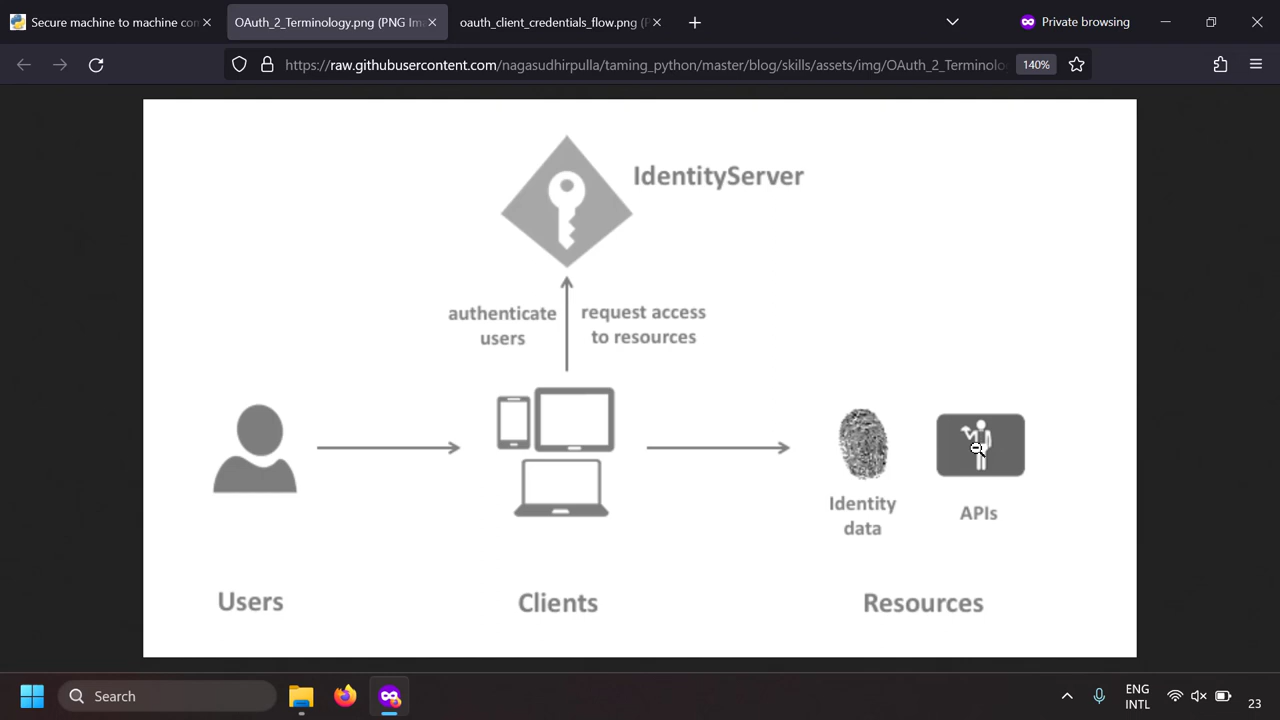 Secure machine to machine con
OAuth_2_Terminology.png (PNG Im
oauth_client_credentials_flow.png (P
Private browsing
https://raw.githubusercontent.com/nagasudhirpulla/taming_python/master/blog/skills/assets/img/OAuth_2_Terminolo
140%
IdentityServer
authenticate
users
request access
to resources
Identity
data
APIs
Users
Clients
Resources
Search
ENG
INTL
23